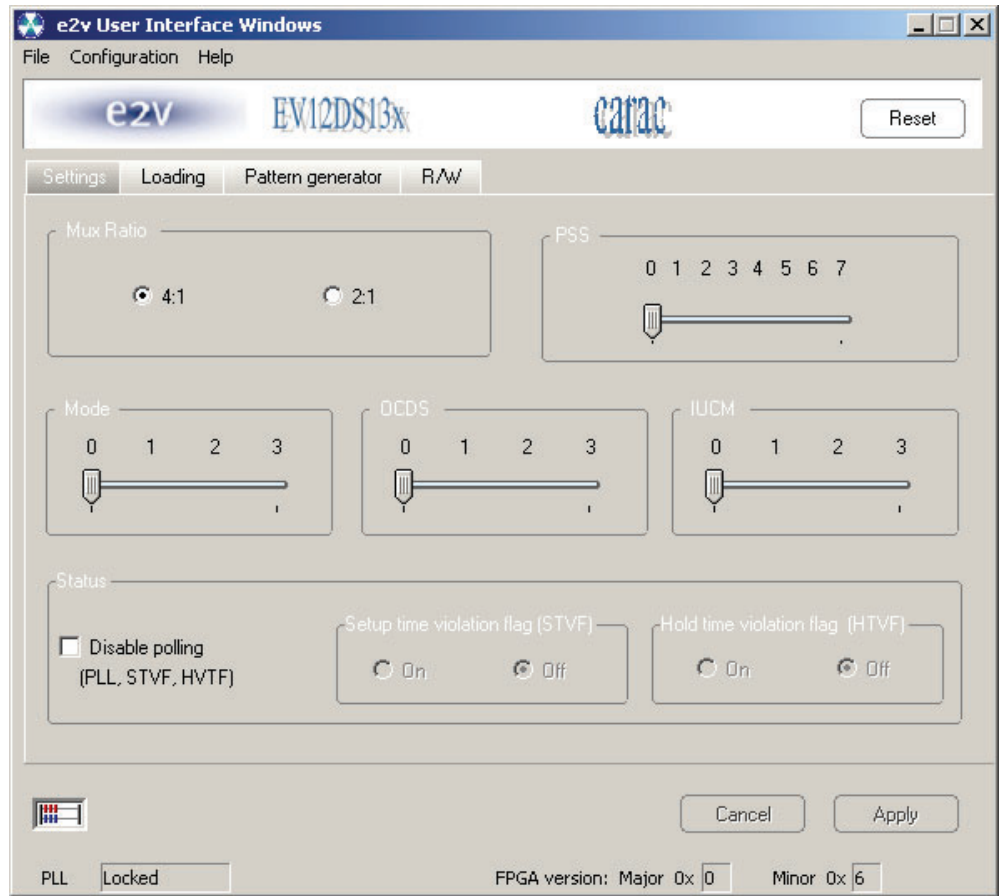 e2v User Interface Windows
File Configuration Help
e2v EV12DS13x carac Reset
Settings Loading Pattern generator R/W
Mux Ratio
4:1 2:1
PSS
0 1 2 3 4 5 6 7
Mode
0 1 2 3
OCDS
0 1 2 3
IUCM
0 1 2 3
Status
Disable polling
(PLL, STVF, HVTF)
Setup time violation flag (STVF)
On Off
Hold time violation flag (HTVF)
On Off
Cancel Apply
PLL Locked FPGA version: Major 0x 0 Minor 0x 6